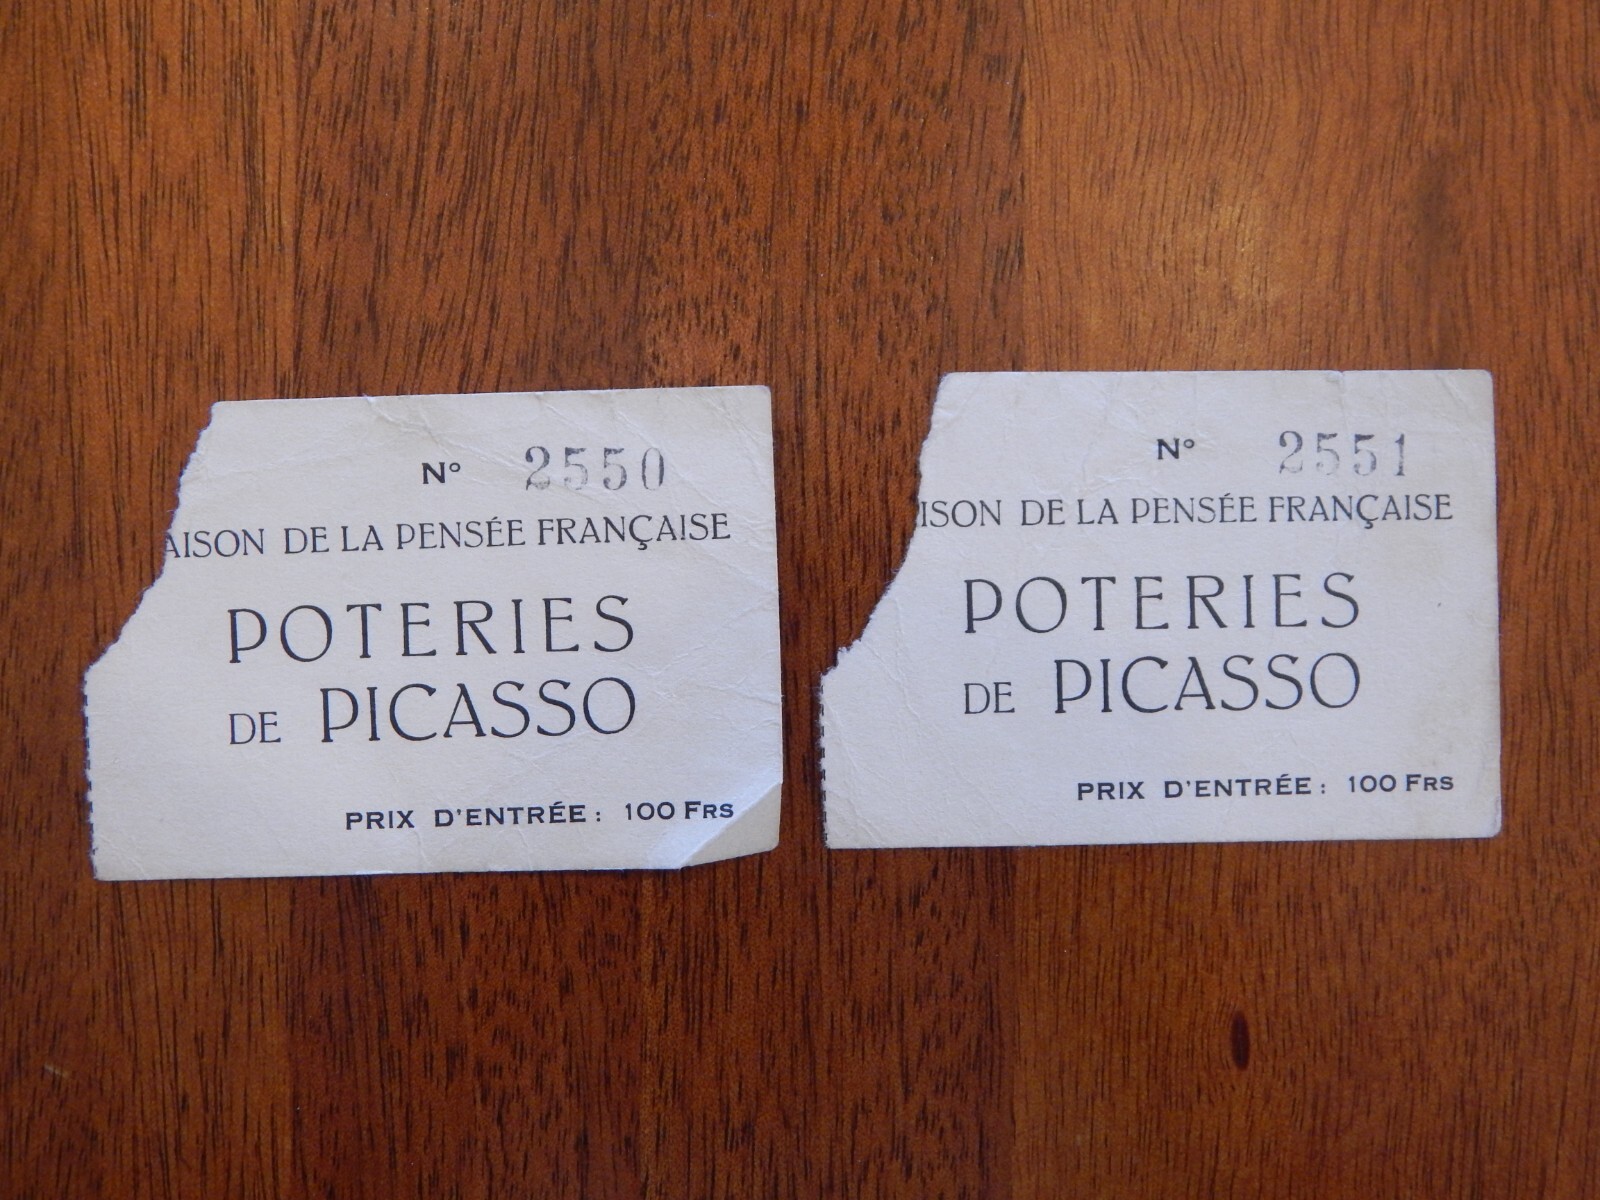 N° 2550
AISON DE LA PENSÉE FRANÇAISE
POTERIES
DE PICASSO
PRIX D'ENTRÉE : 100 FRS
N° 2551
ISON DE LA PENSÉE FRANÇAISE
POTERIES
DE PICASSO
PRIX D'ENTRÉE : 100 FRS